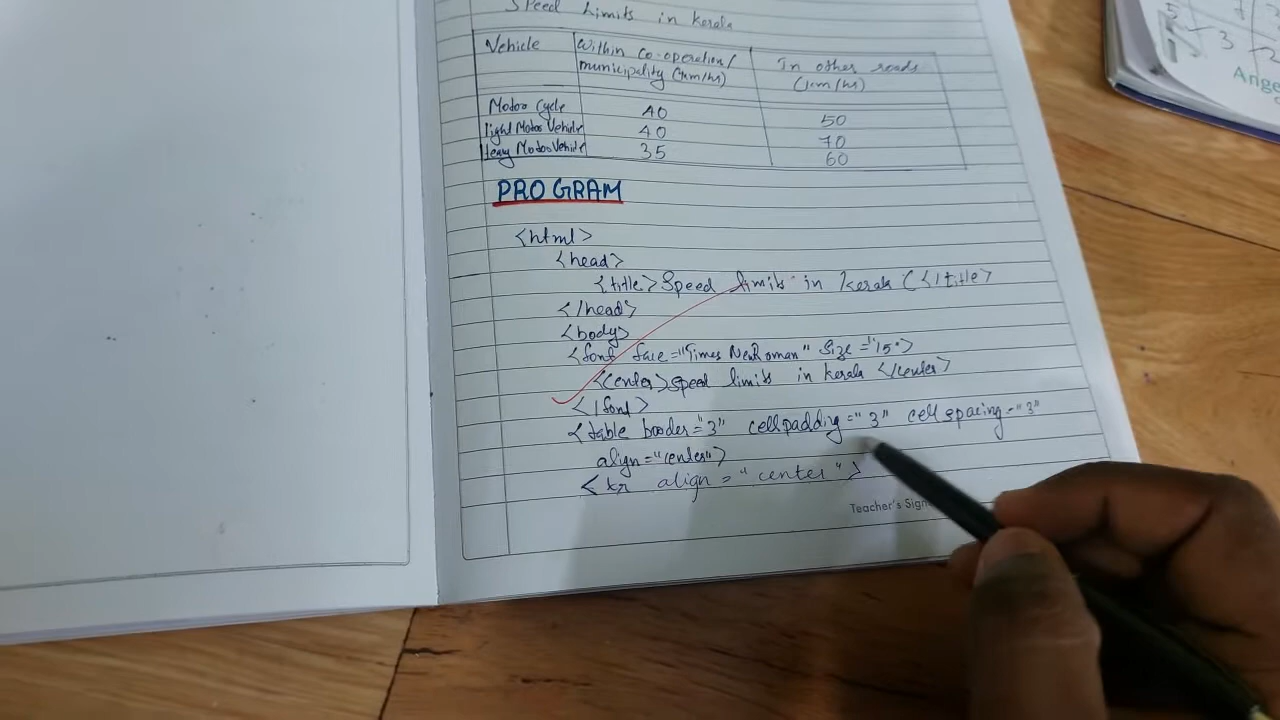 Speed limits in Kerala
Vehicle Within co-operation/ In other roads
municipality (km/hr) (km/hr)
Motor Cycle 40 50
Light Motor Vehicle 40 70
Heavy Motor Vehicle 35 60
PROGRAM
<html>
<head>
<title>Speed limits in Kerala (</title>
</head>
<body>
<font face="Times NewRoman" Size="15">
<center>speed limits in kerala </center>
</font>
<table border="3" cellpadding="3" cellspacing="3"
align="center">
<tr align="center">
Teacher's Sign
Ange